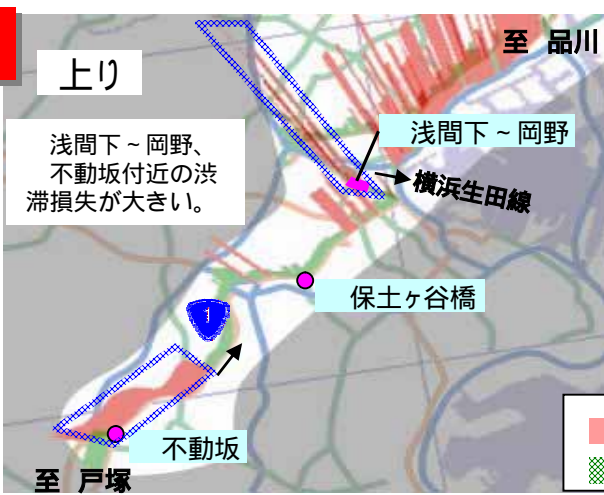 至 品川
上り
浅間下～岡野、
不動坂付近の渋
滞損失が大きい。
浅間下～岡野
横浜生田線
保土ヶ谷橋
1
不動坂
至 戸塚